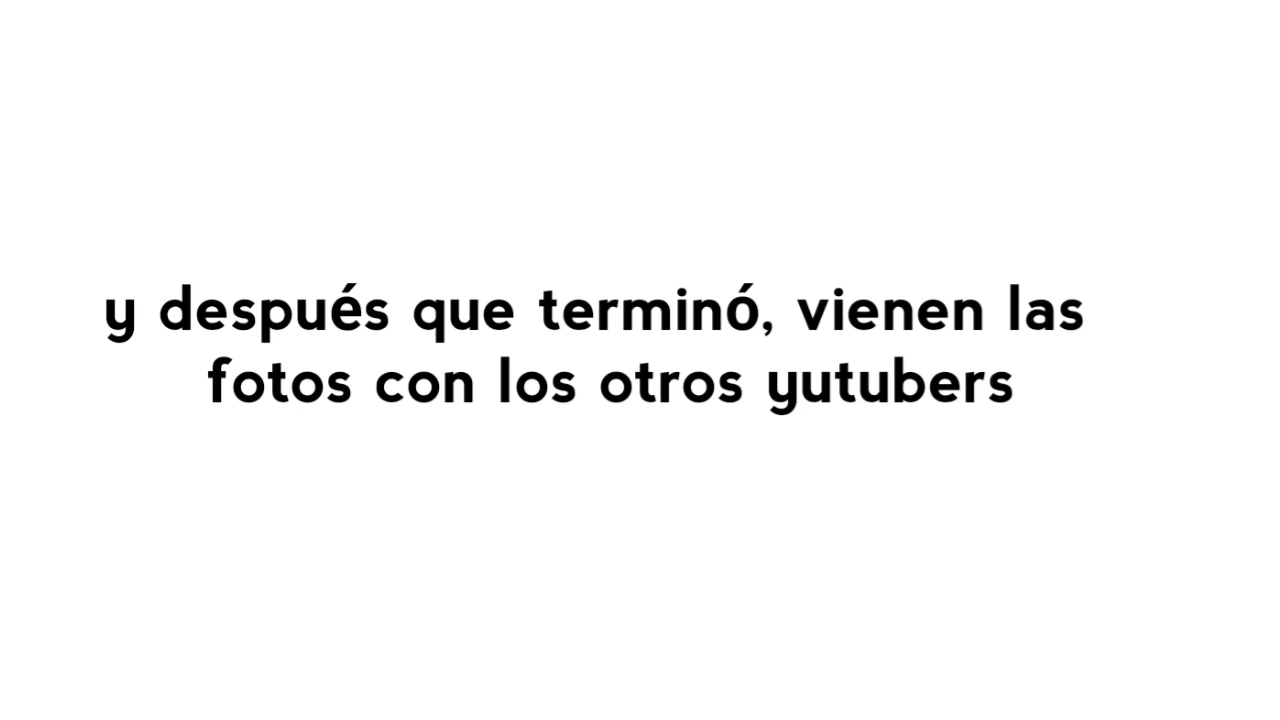 y después que terminó, vienen las
fotos con los otros yutubers